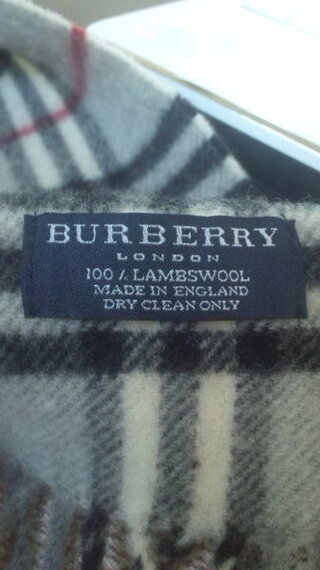 BURBERRY
LONDON
100 % LAMBSWOOL
MADE IN ENGLAND
DRY CLEAN ONLY